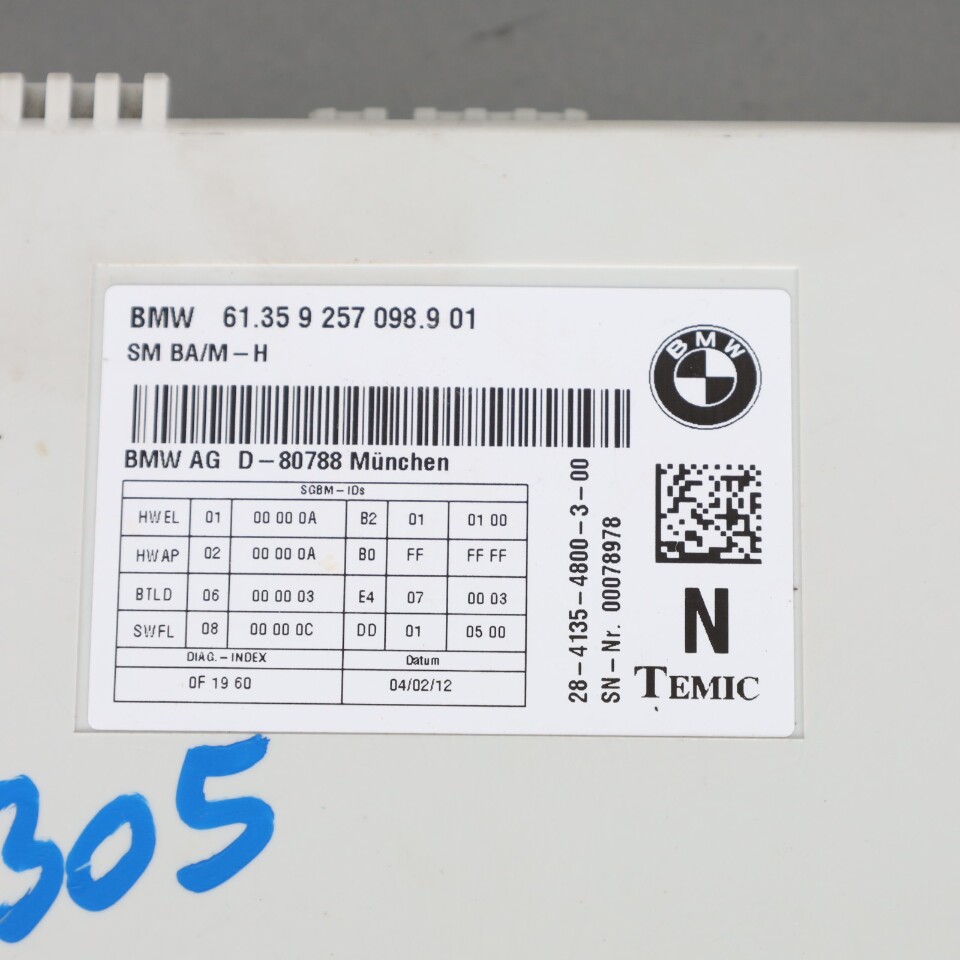 BMW 61.35 9 257 098.9 01
SM BA/M-H
BMW
BMW AG D-80788 München
SGBM-IDs
HWEL 01 00 00 0A B2 01 01 00
HWAP 02 00 00 0A B0 FF FF FF
BTLD 06 00 00 03 E4 07 00 03
SWFL 08 00 00 0C DD 01 05 00
DIAG.-INDEX Datum
0F 19 60 04/02/12
28-4135-4800-3-00
SN-Nr. 00078978
N
TEMIC
305